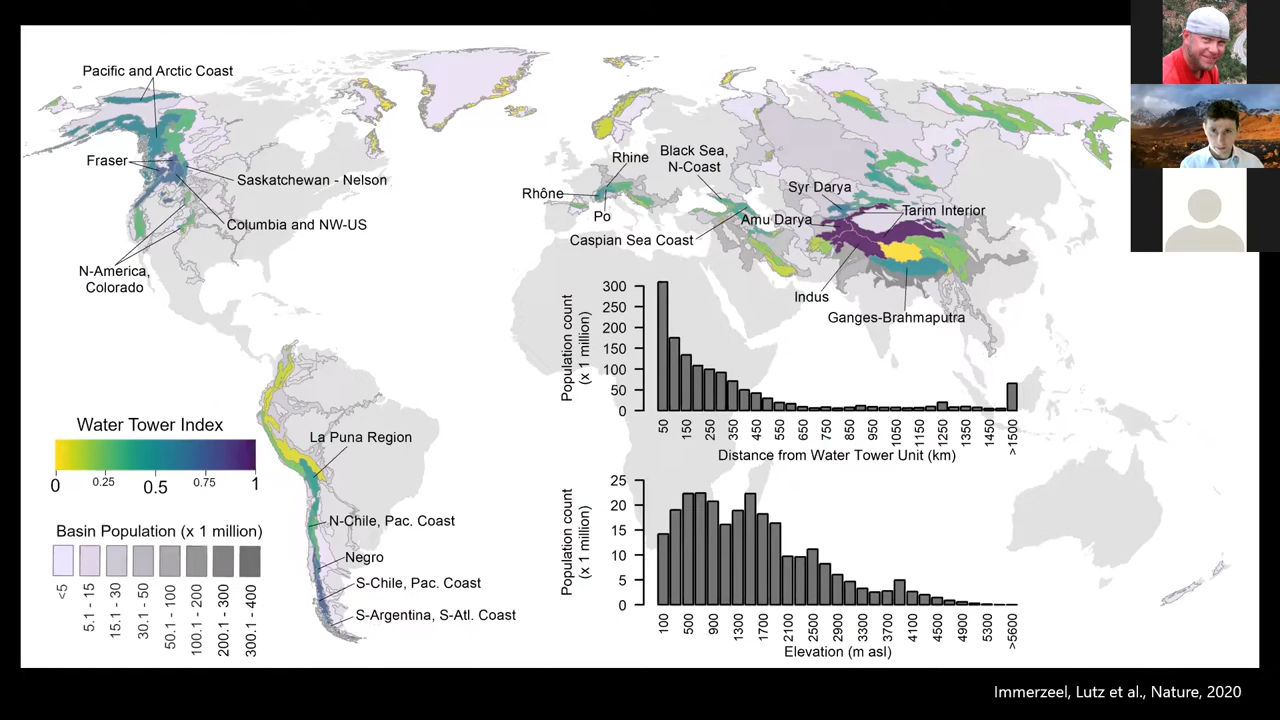 Pacific and Arctic Coast
Fraser
Saskatchewan - Nelson
Columbia and NW-US
N-America,
Colorado
Rhine
Black Sea,
N-Coast
Rhône
Po
Syr Darya
Amu Darya
Tarim Interior
Caspian Sea Coast
Indus
Ganges-Brahmaputra
Population count
(x 1 million)
300
250
200
150
100
50
0
50 150 250 350 450 550 650 750 850 950 1050 1150 1250 1350 1450 >1500
Distance from Water Tower Unit (km)
Population count
(x 1 million)
25
20
15
10
5
0
100 500 900 1300 1700 2100 2500 2900 3300 3700 4100 4500 4900 5300 >5600
Elevation (m asl)
La Puna Region
N-Chile, Pac. Coast
Negro
S-Chile, Pac. Coast
S-Argentina, S-Atl. Coast
Water Tower Index
0 0.25 0.5 0.75 1
Basin Population (x 1 million)
<5 5.1 - 15 15.1 - 30 30.1 - 50 50.1 - 100 100.1 - 200 200.1 - 300 300.1 - 400
Immerzeel, Lutz et al., Nature, 2020